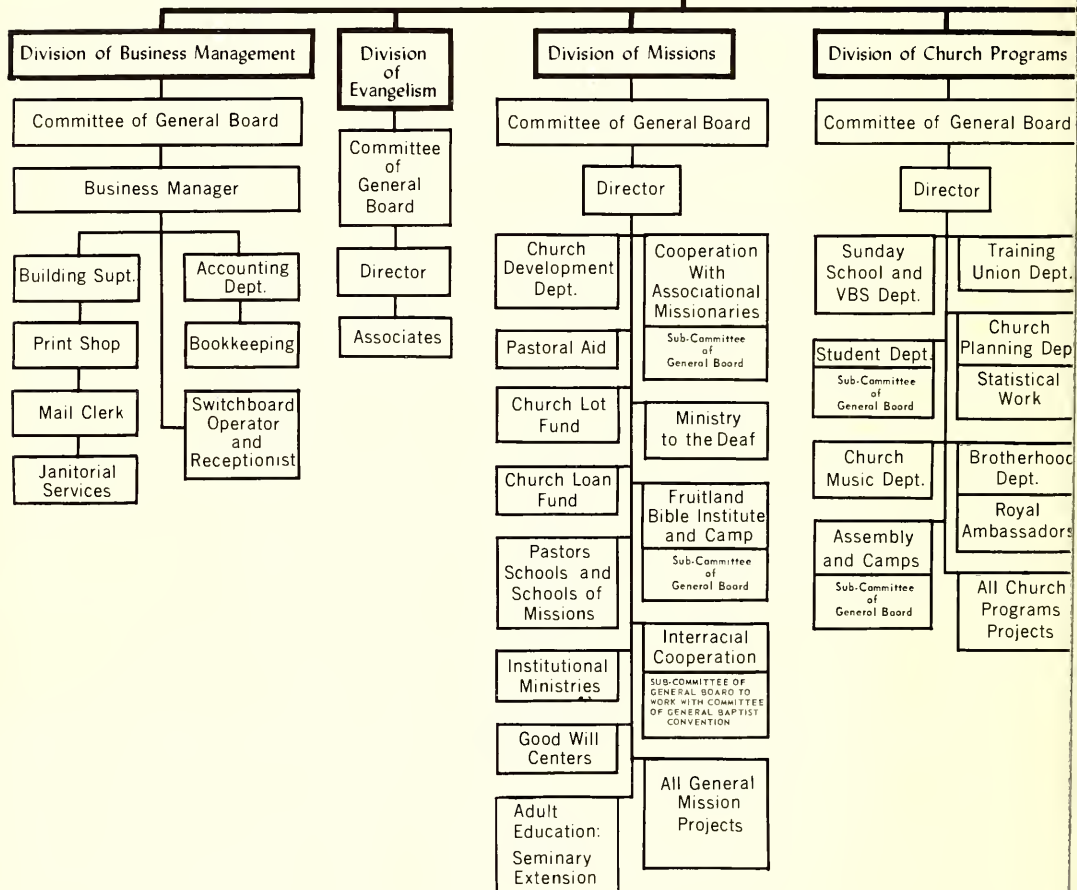 Division of Business Management
Committee of General Board
Business Manager
Building Supt.
Print Shop
Mail Clerk
Janitorial
Services
Accounting
Dept.
Bookkeeping
Switchboard
Operator
and
Receptionist
Division
of
Evangelism
Committee
of
General
Board
Director
Associates
Division of Missions
Committee of General Board
Director
Church
Development
Dept.
Pastoral Aid
Church Lot
Fund
Church Loan
Fund
Pastors
Schools and
Schools of
Missions
Institutional
Ministries
Good Will
Centers
Adult
Education:
Seminary
Extension
Cooperation
With
Associational
Missionaries
Sub-Committee
of
General Board
Ministry
to the Deaf
Fruitland
Bible Institute
and Camp
Sub-Committee
of
General Board
Interracial
Cooperation
SUB-COMMITTEE OF
GENERAL BOARD TO
WORK WITH COMMITTEE
OF GENERAL BAPTIST
CONVENTION
All General
Mission
Projects
Division of Church Programs
Committee of General Board
Director
Sunday
School and
VBS Dept.
Student Dept.
Sub-Committee
of
General Board
Church
Music Dept.
Assembly
and Camps
Sub-Committee
of
General Board
Training
Union Dept.
Church
Planning Dep
Statistical
Work
Brotherhood
Dept.
Royal
Ambassadors
All Church
Programs
Projects